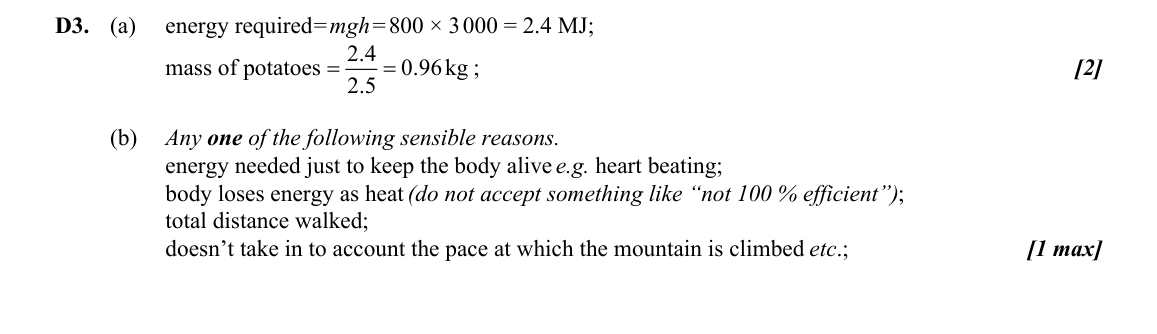 D3. (a) energy required=mgh=800 × 3 000 = 2.4 MJ;
mass of potatoes = 2.4/2.5 = 0.96 kg ; [2]
(b) Any one of the following sensible reasons.
energy needed just to keep the body alive e.g. heart beating;
body loses energy as heat (do not accept something like “not 100 % efficient”);
total distance walked;
doesn’t take in to account the pace at which the mountain is climbed etc.; [1 max]